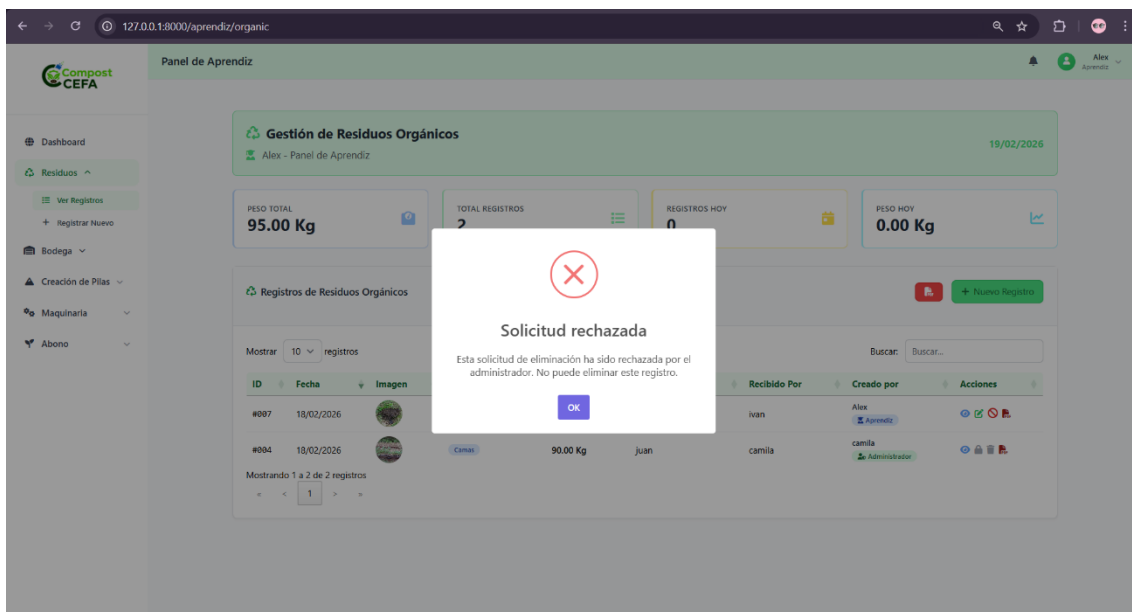 127.0.0.1:8000/aprendiz/organic
Compost
CEFA
Panel de Aprendiz
Alex
Aprendiz
Dashboard
Residuos
Ver Registros
Registrar Nuevo
Bodega
Creación de Pilas
Maquinaria
Abono
Gestión de Residuos Orgánicos
Alex - Panel de Aprendiz
19/02/2026
PESO TOTAL
95.00 Kg
TOTAL REGISTROS
2
REGISTROS HOY
0
PESO HOY
0.00 Kg
Registros de Residuos Orgánicos
+ Nuevo Registro
Solicitud rechazada
Esta solicitud de eliminación ha sido rechazada por el
administrador. No puede eliminar este registro.
OK
Mostrar 10 registros
Buscar: Buscar...
ID Fecha Imagen Recibido Por Creado por Acciones
#007 18/02/2026 ivan Alex
Aprendiz
#004 18/02/2026 Camas 90.00 Kg juan camila camila
Administrador
Mostrando 1 a 2 de 2 registros
« < 1 > »